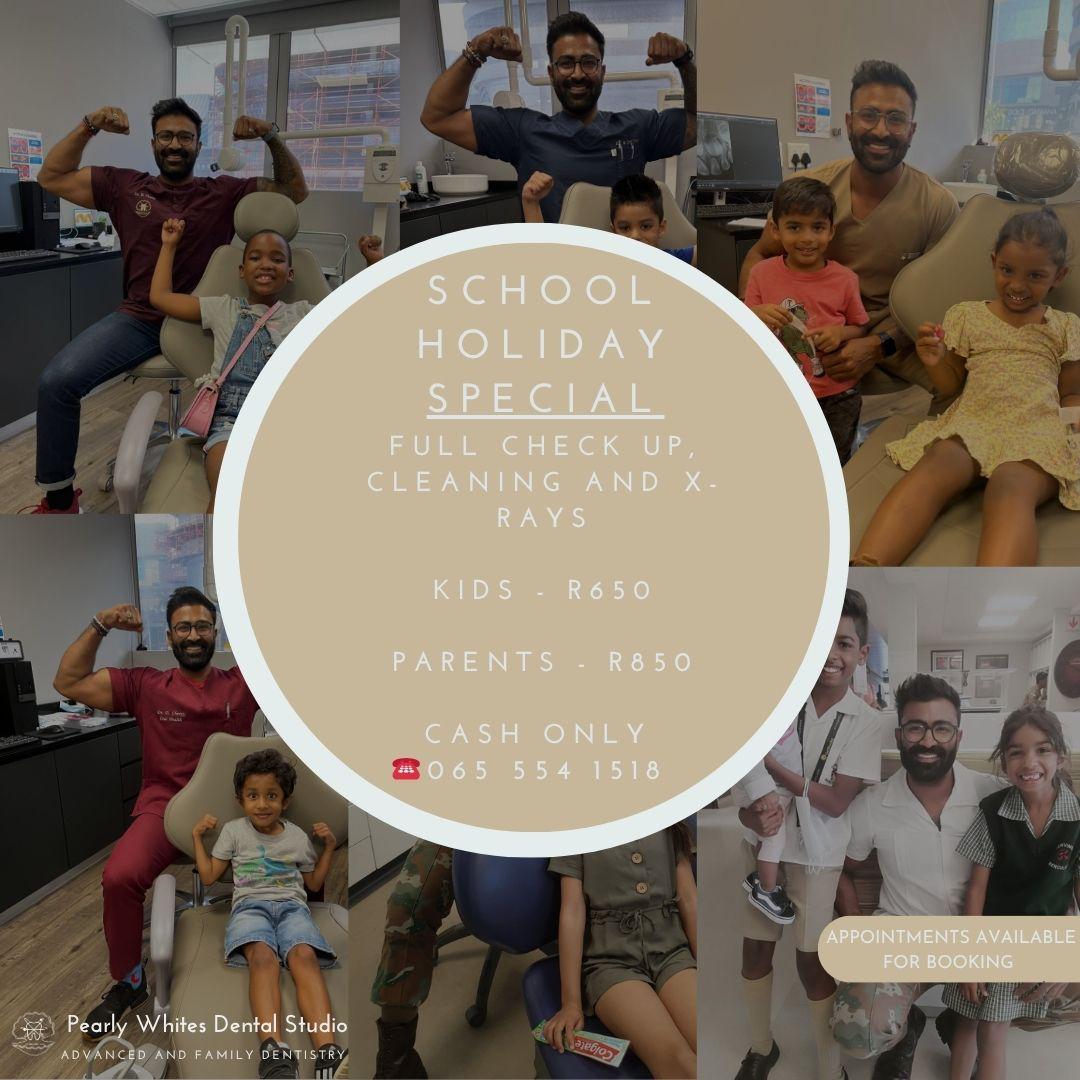 SCHOOL
HOLIDAY
SPECIAL
FULL CHECK UP,
CLEANING AND X-
RAYS
KIDS - R650
PARENTS - R850
CASH ONLY
☎️065 554 1518
APPOINTMENTS AVAILABLE
FOR BOOKING
Colgate
Pearly Whites Dental Studio
ADVANCED AND FAMILY DENTISTRY